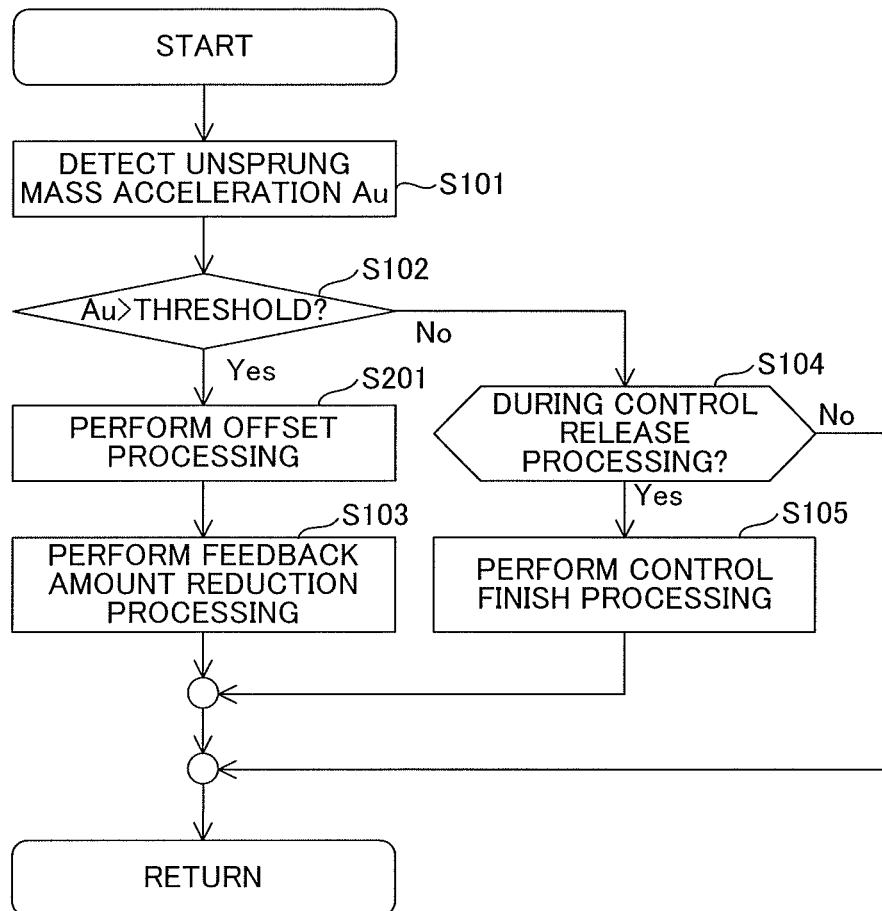 START
DETECT UNSPRUNG
MASS ACCELERATION Au
S101
S102
Au>THRESHOLD?
No
Yes
S201
S104
PERFORM OFFSET
PROCESSING
DURING CONTROL
RELEASE
PROCESSING?
No
Yes
S103
S105
PERFORM FEEDBACK
AMOUNT REDUCTION
PROCESSING
PERFORM CONTROL
FINISH PROCESSING
RETURN